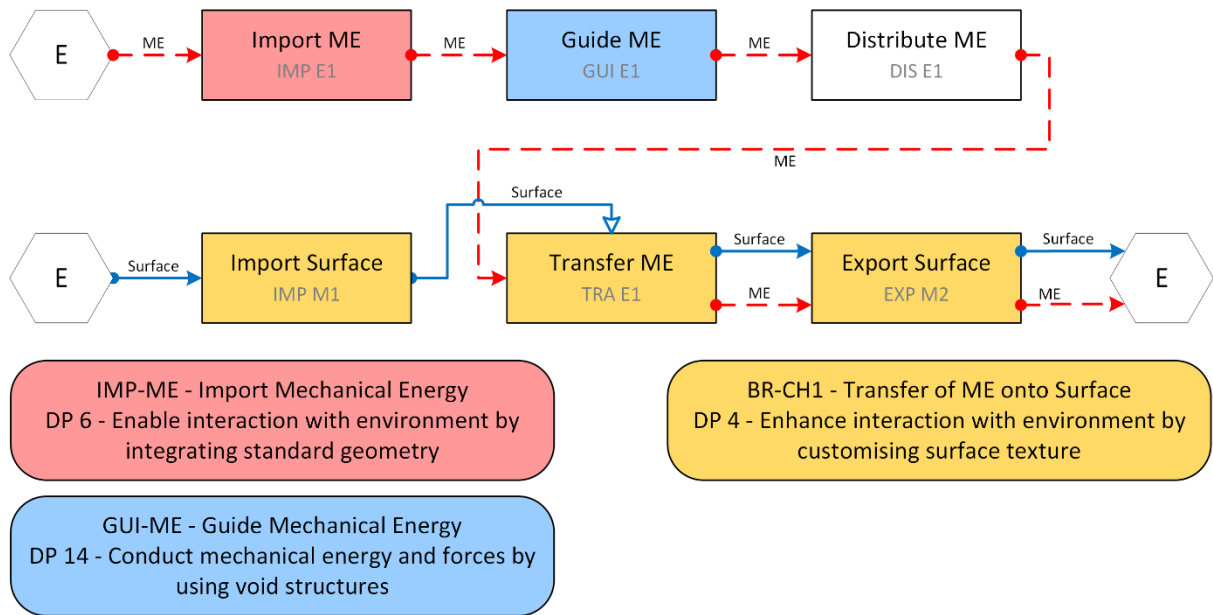 E
ME
Import ME
IMP E1
ME
Guide ME
GUI E1
ME
Distribute ME
DIS E1
ME
E
Surface
Import Surface
IMP M1
Surface
Transfer ME
TRA E1
Surface
ME
Export Surface
EXP M2
Surface
ME
E
IMP-ME - Import Mechanical Energy
DP 6 - Enable interaction with environment by
integrating standard geometry
BR-CH1 - Transfer of ME onto Surface
DP 4 - Enhance interaction with environment by
customising surface texture
GUI-ME - Guide Mechanical Energy
DP 14 - Conduct mechanical energy and forces by
using void structures